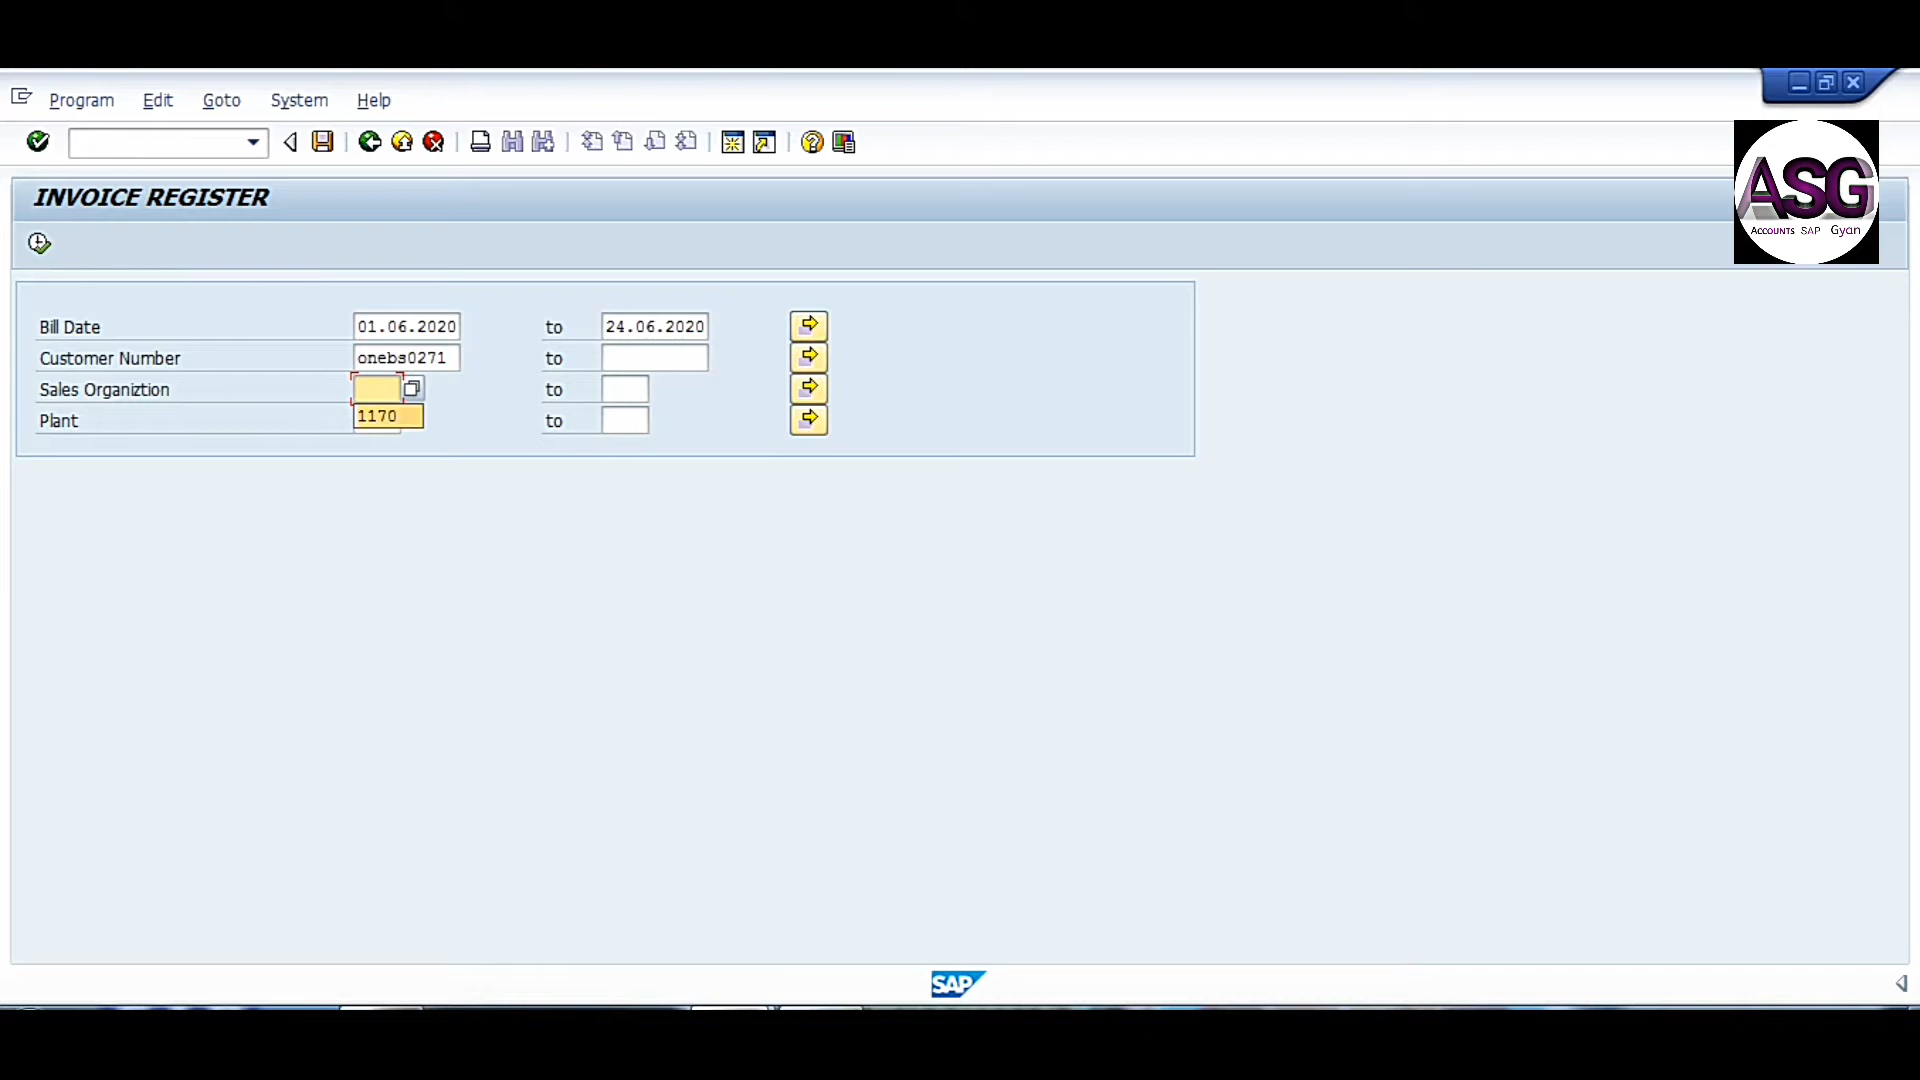 Program Edit Goto System Help
INVOICE REGISTER
ASG
Accounts SAP Gyan
Bill Date 01.06.2020 to 24.06.2020
Customer Number onebs0271 to
Sales Organiztion to
1170
Plant to
SAP